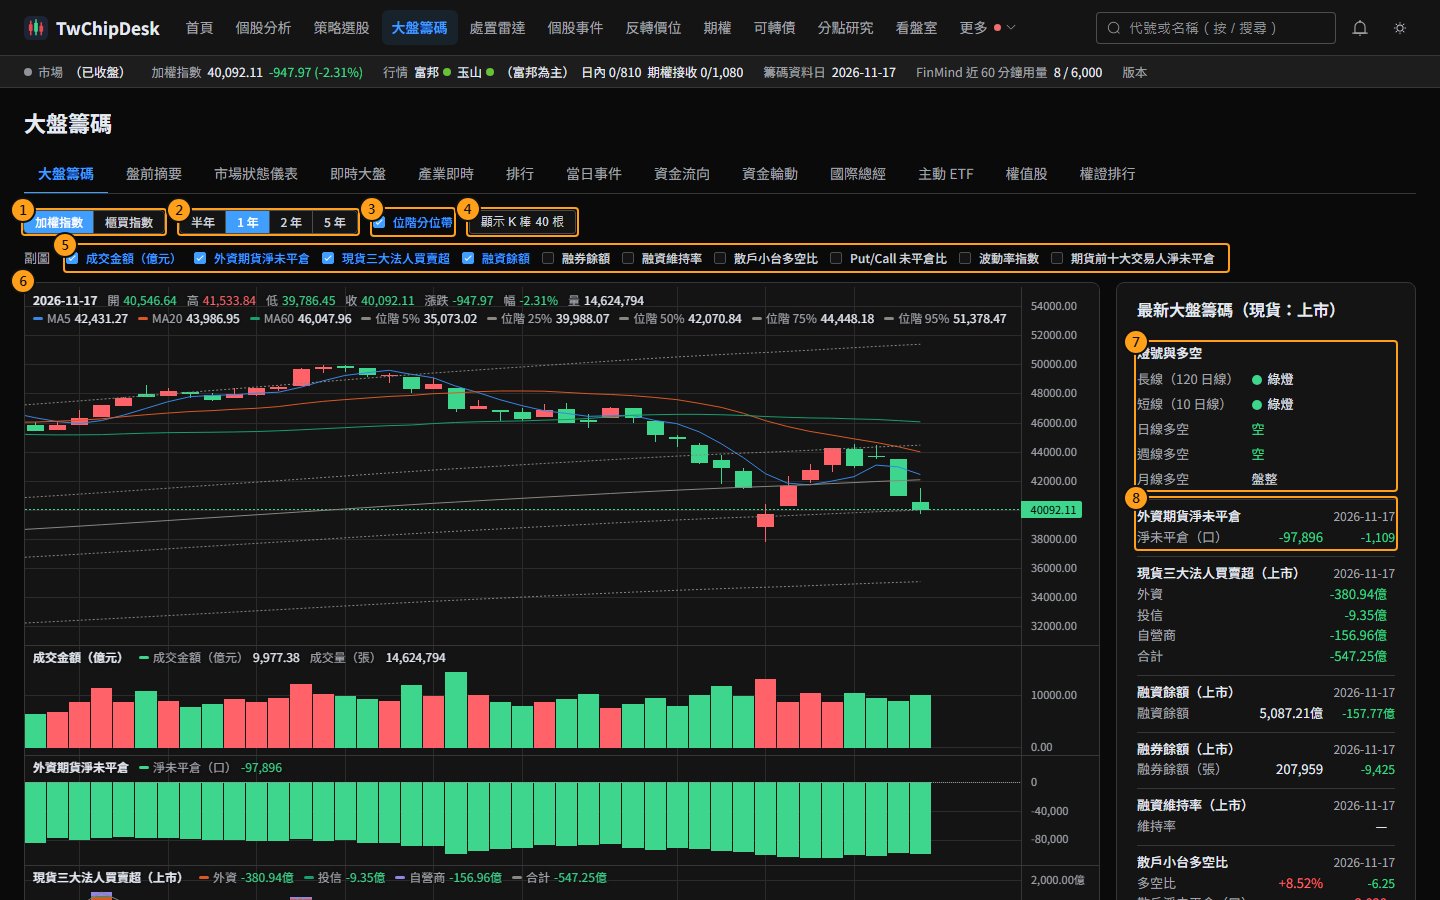 TwChipDesk 首頁 個股分析 策略選股 大盤籌碼 處置雷達 個股事件 反轉價位 期權 可轉債 分點研究 看盤室 更多 代號或名稱（按 / 搜尋）
市場 （已收盤） 加權指數 40,092.11 -947.97 (-2.31%) 行情 富邦 玉山 （富邦為主） 日內 0/810 期權接收 0/1,080 籌碼資料日 2026-11-17 FinMind 近 60 分鐘用量 8 / 6,000 版本
大盤籌碼
大盤籌碼 盤前摘要 市場狀態儀表 即時大盤 產業即時 排行 當日事件 資金流向 資金輪動 國際總經 主動 ETF 權值股 權證排行
1 加權指數 櫃買指數 2 半年 1 年 2 年 5 年 3 位階分位帶 4 顯示 K 棒 40 根
副圖 5 成交金額（億元） 外資期貨淨未平倉 現貨三大法人買賣超 融資餘額 融券餘額 融資維持率 散戶小台多空比 Put/Call 未平倉比 波動率指數 期貨前十大交易人淨未平倉
6
2026-11-17 開 40,546.64 高 41,533.84 低 39,786.45 收 40,092.11 漲跌 -947.97 幅 -2.31% 量 14,624,794
MA5 42,431.27 MA20 43,986.95 MA60 46,047.96 位階 5% 35,073.02 位階 25% 39,988.07 位階 50% 42,070.84 位階 75% 44,448.18 位階 95% 51,378.47
54000.00
52000.00
50000.00
48000.00
46000.00
44000.00
42000.00
40092.11
38000.00
36000.00
34000.00
32000.00
成交金額（億元） 成交金額（億元） 9,977.38 成交量（張） 14,624,794
10000.00
0.00
外資期貨淨未平倉 淨未平倉（口） -97,896
0
-40,000
-80,000
現貨三大法人買賣超（上市） 外資 -380.94億 投信 -9.35億 自營商 -156.96億 合計 -547.25億
2,000.00億
最新大盤籌碼（現貨：上市）
7
燈號與多空
長線（120 日線） 綠燈
短線（10 日線） 綠燈
日線多空 空
週線多空 空
月線多空 盤整
8
外資期貨淨未平倉 2026-11-17
淨未平倉（口） -97,896 -1,109
現貨三大法人買賣超（上市） 2026-11-17
外資 -380.94億
投信 -9.35億
自營商 -156.96億
合計 -547.25億
融資餘額（上市） 2026-11-17
融資餘額 5,087.21億 -157.77億
融券餘額（上市） 2026-11-17
融券餘額（張） 207,959 -9,425
融資維持率（上市） 2026-11-17
維持率 —
散戶小台多空比 2026-11-17
多空比 +8.52% -6.25